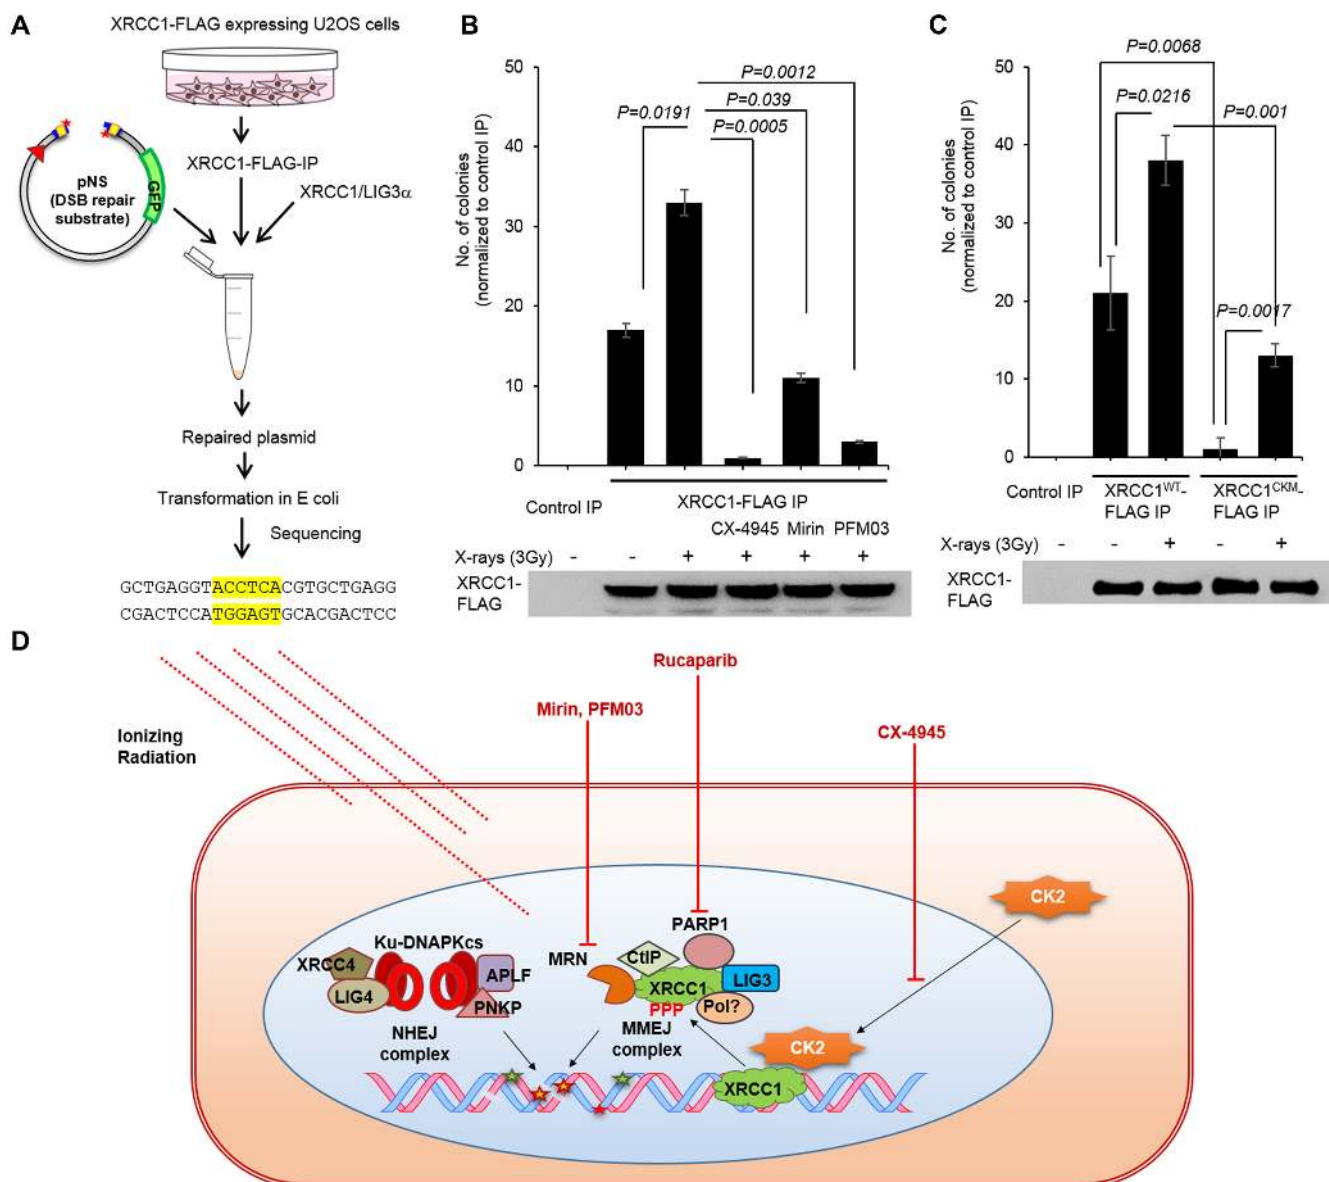 A
XRCC1-FLAG expressing U2OS cells
XRCC1-FLAG-IP
XRCC1/LIG3α
pNS
(DSB repair
substrate)
GFP
Repaired plasmid
Transformation in E coli
Sequencing
GCTGAGGTACCTCACGTGCTGAGG
CGACTCCATGGAGTGCACGACTCC
B
No. of colonies
(normalized to control IP)
50
40
30
20
10
0
P=0.0012
P=0.039
P=0.0191
P=0.0005
Control IP
XRCC1-FLAG IP
CX-4945 Mirin PFM03
X-rays (3Gy) - - + + + +
XRCC1-
FLAG
C
No. of colonies
(normalized to control IP)
50
40
30
20
10
0
P=0.0068
P=0.0216
P=0.001
P=0.0017
Control IP
XRCC1WT-
FLAG IP
XRCC1CKM-
FLAG IP
X-rays (3Gy) - - + - +
XRCC1-
FLAG
D
Ionizing
Radiation
Rucaparib
Mirin, PFM03
CX-4945
CK2
PARP1
Ku-DNAPKcs
MRN
CtIP
XRCC4
APLF
XRCC1
LIG3
LIG4
PNKP
PPP
Pol?
NHEJ
complex
MMEJ
complex
CK2
XRCC1